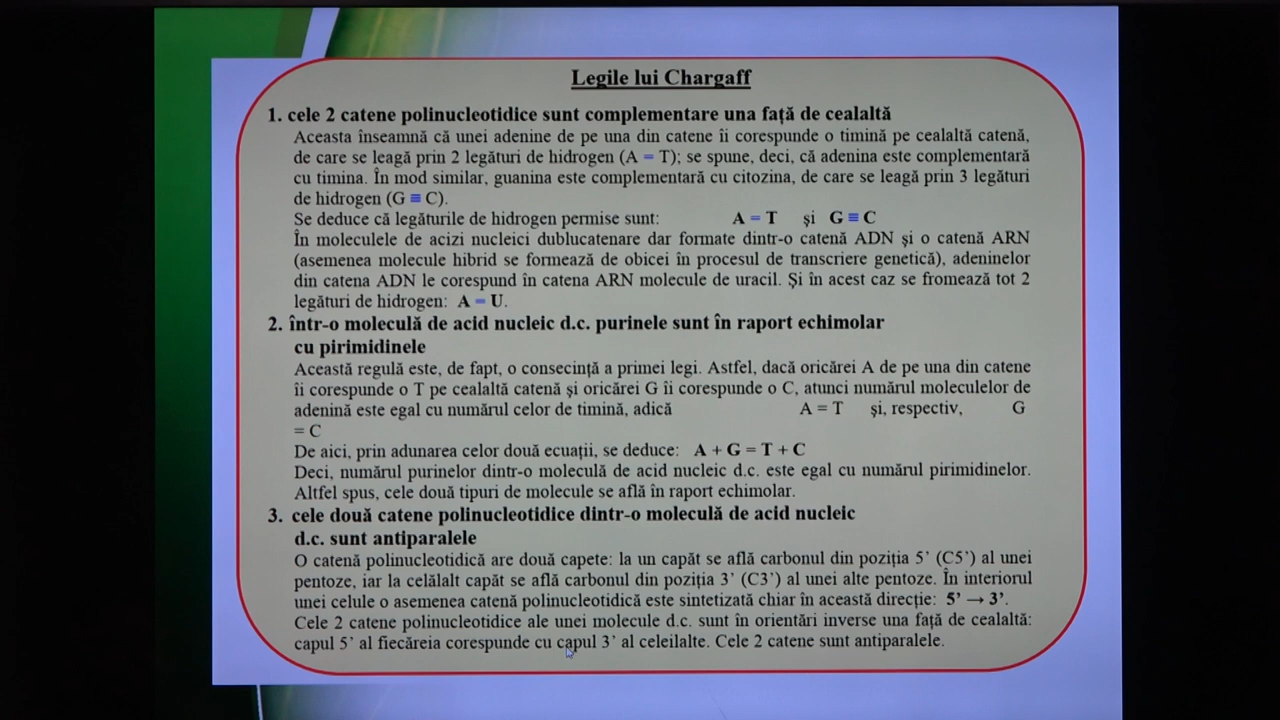 Legile lui Chargaff
1. cele 2 catene polinucleotidice sunt complementare una față de cealaltă
Aceasta înseamnă că unei adenine de pe una din catene îi corespunde o timină pe cealaltă catenă,
de care se leagă prin 2 legături de hidrogen (A = T); se spune, deci, că adenina este complementară
cu timina. În mod similar, guanina este complementară cu citozina, de care se leagă prin 3 legături
de hidrogen (G ≡ C).
Se deduce că legăturile de hidrogen permise sunt: A = T și G ≡ C
În moleculele de acizi nucleici dublucatenare dar formate dintr-o catenă ADN și o catenă ARN
(asemenea molecule hibrid se formează de obicei în procesul de transcriere genetică), adeninelor
din catena ADN le corespund în catena ARN molecule de uracil. Și în acest caz se fromează tot 2
legături de hidrogen: A = U.
2. într-o moleculă de acid nucleic d.c. purinele sunt în raport echimolar
cu pirimidinele
Această regulă este, de fapt, o consecință a primei legi. Astfel, dacă oricărei A de pe una din catene
îi corespunde o T pe cealaltă catenă și oricărei G îi corespunde o C, atunci numărul moleculelor de
adenină este egal cu numărul celor de timină, adică A = T și, respectiv, G
= C
De aici, prin adunarea celor două ecuații, se deduce: A + G = T + C
Deci, numărul purinelor dintr-o moleculă de acid nucleic d.c. este egal cu numărul pirimidinelor.
Altfel spus, cele două tipuri de molecule se află în raport echimolar.
3. cele două catene polinucleotidice dintr-o moleculă de acid nucleic
d.c. sunt antiparalele
O catenă polinucleotidică are două capete: la un capăt se află carbonul din poziția 5’ (C5’) al unei
pentoze, iar la celălalt capăt se află carbonul din poziția 3’ (C3’) al unei alte pentoze. În interiorul
unei celule o asemenea catenă polinucleotidică este sintetizată chiar în această direcție: 5’ → 3’.
Cele 2 catene polinucleotidice ale unei molecule d.c. sunt în orientări inverse una față de cealaltă:
capul 5’ al fiecăreia corespunde cu capul 3’ al celeilalte. Cele 2 catene sunt antiparalele.